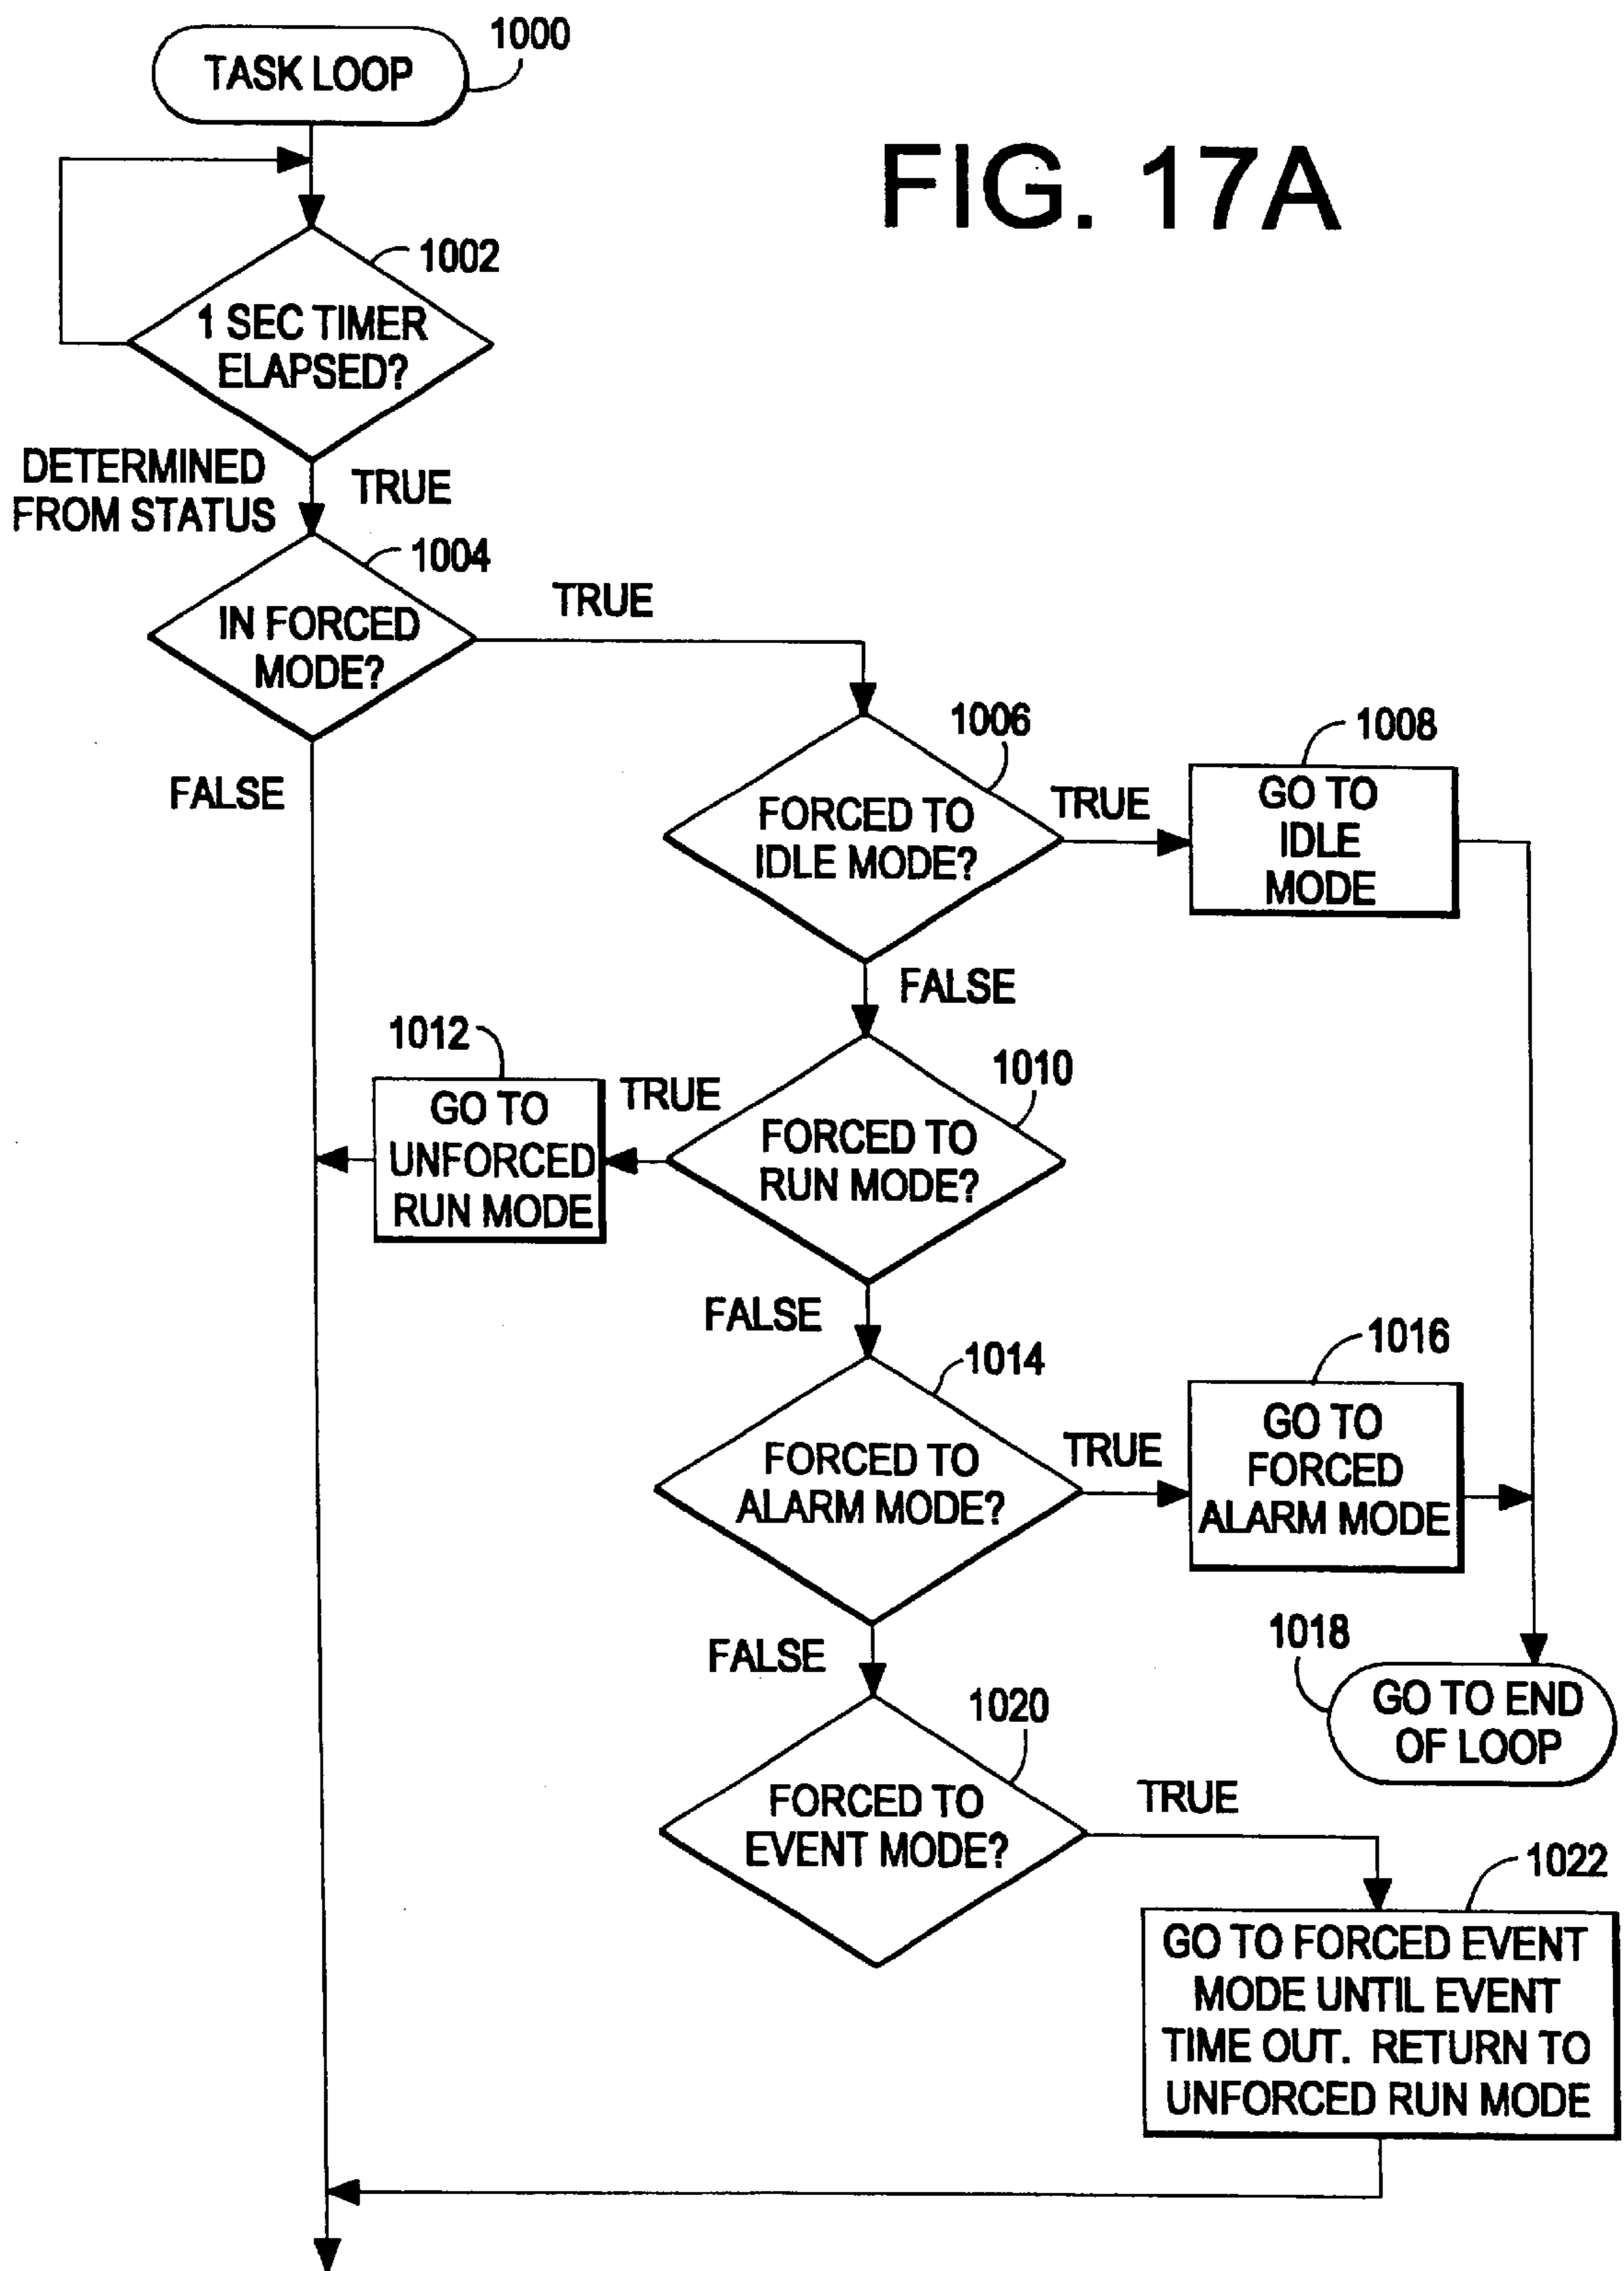 1000
TASK LOOP
FIG. 17A
1002
1 SEC TIMER
ELAPSED?
DETERMINED
FROM STATUS
TRUE
1004
IN FORCED
MODE?
TRUE
FALSE
1006
FORCED TO
IDLE MODE?
TRUE
1008
GO TO
IDLE
MODE
FALSE
1010
FORCED TO
RUN MODE?
TRUE
1012
GO TO
UNFORCED
RUN MODE
FALSE
1014
FORCED TO
ALARM MODE?
TRUE
1016
GO TO
FORCED
ALARM MODE
1018
GO TO END
OF LOOP
FALSE
1020
FORCED TO
EVENT MODE?
TRUE
1022
GO TO FORCED EVENT
MODE UNTIL EVENT
TIME OUT. RETURN TO
UNFORCED RUN MODE